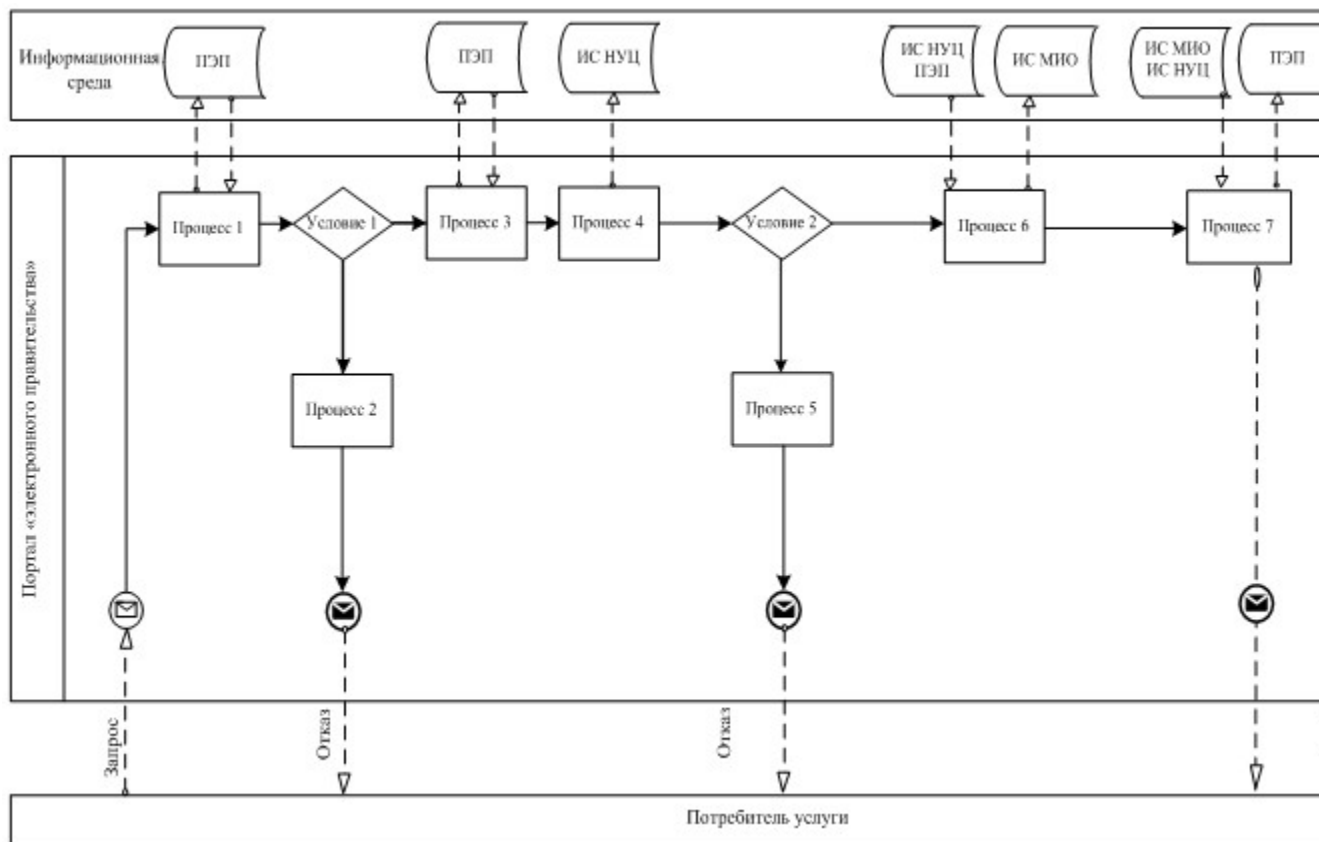 Информационная
среда
ПЭП
ПЭП
ИС НУЦ
ИС НУЦ
ПЭП
ИС МИО
ИС МИО
ИС НУЦ
ПЭП
Портал «электронного правительства»
Процесс 1
Условие 1
Процесс 3
Процесс 4
Условие 2
Процесс 6
Процесс 7
Процесс 2
Процесс 5
Запрос
Отказ
Отказ
Потребитель услуги